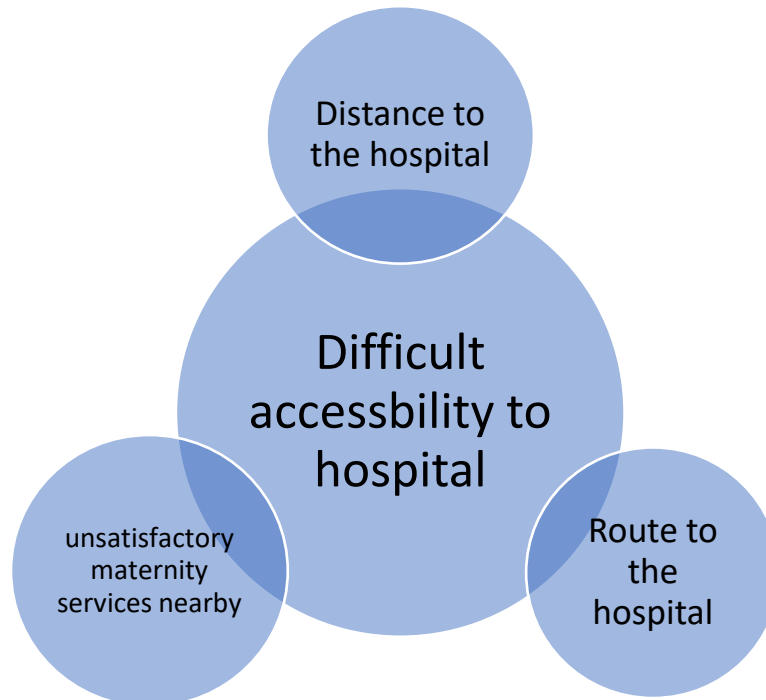 Distance to
the hospital
Difficult
accessbility to
hospital
unsatisfactory
maternity
services nearby
Route to
the
hospital